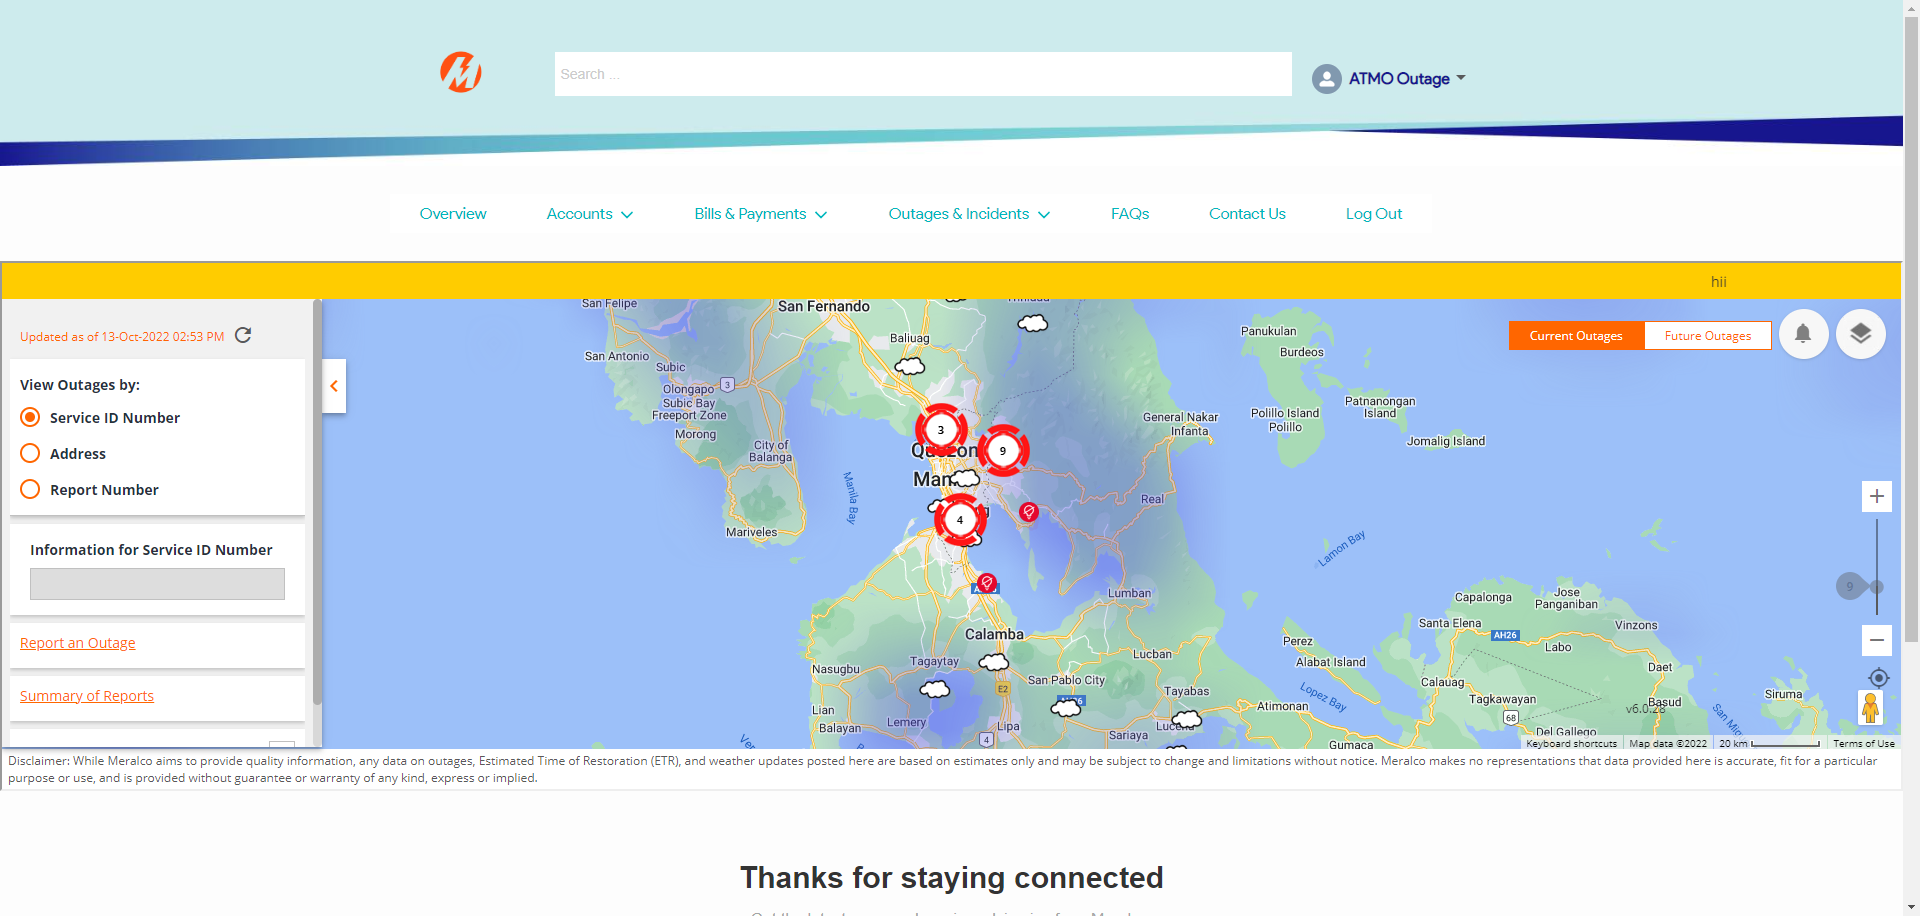 Search ...
ATMO Outage
Overview
Accounts
Bills & Payments
Outages & Incidents
FAQs
Contact Us
Log Out
hii
Updated as of 13-Oct-2022 02:53 PM
View Outages by:
Service ID Number
Address
Report Number
Information for Service ID Number
Report an Outage
Summary of Reports
Current Outages
Future Outages
San Felipe
San Fernando
Baliuag
San Antonio
Subic
3
Olongapo
Subic Bay
Freeport Zone
Morong
City of
Balanga
Mariveles
Manila Bay
3
9
4
Real
General Nakar
Infanta
Panukulan
Burdeos
Polillo Island
Polillo
Patnanongan
Island
Jomalig Island
Lamon Bay
Lumban
Calamba
Tagaytay
Nasugbu
Lian
Balayan
Lemery
E2
4
Lipa
San Pablo City
Lucban
Tayabas
Sariaya
Atimonan
Gumaca
Perez
Alabat Island
Lopez Bay
Calauag
Santa Elena
Capalonga
Jose
Panganiban
Vinzons
AH26
Labo
Daet
Tagkawayan
68
Basud
Del Gallego
Siruma
9
v6.0.28
Keyboard shortcuts
Map data ©2022
20 km
Terms of Use
Disclaimer: While Meralco aims to provide quality information, any data on outages, Estimated Time of Restoration (ETR), and weather updates posted here are based on estimates only and may be subject to change and limitations without notice. Meralco makes no representations that data provided here is accurate, fit for a particular
purpose or use, and is provided without guarantee or warranty of any kind, express or implied.
Thanks for staying connected